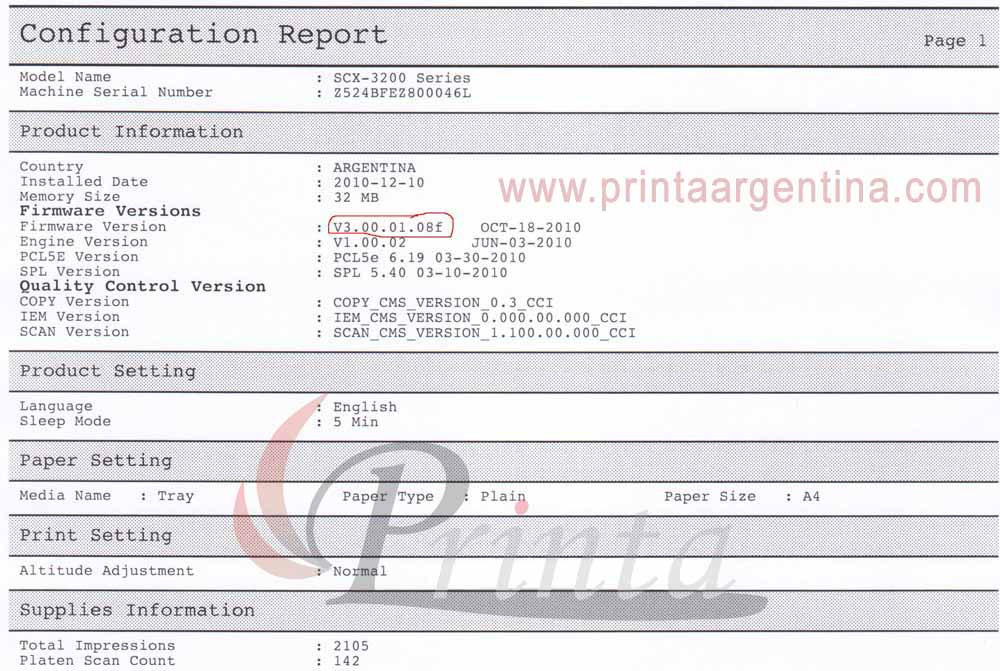 Configuration Report
Page 1
Model Name : SCX-3200 Series
Machine Serial Number : Z524BFEZ800046L
Product Information
Country : ARGENTINA
Installed Date : 2010-12-10
Memory Size : 32 MB
www.printaargentina.com
Firmware Versions
Firmware Version : V3.00.01.08f OCT-18-2010
Engine Version : V1.00.02 JUN-03-2010
PCL5E Version : PCL5e 6.19 03-30-2010
SPL Version : SPL 5.40 03-10-2010
Quality Control Version
COPY Version : COPY_CMS_VERSION_0.3_CCI
IEM Version : IEM_CMS_VERSION_0.000.00.000_CCI
SCAN Version : SCAN_CMS_VERSION_1.100.00.000_CCI
Product Setting
Language : English
Sleep Mode : 5 Min
Paper Setting
Media Name : Tray Paper Type : Plain Paper Size : A4
Printa
Print Setting
Altitude Adjustment : Normal
Supplies Information
Total Impressions : 2105
Platen Scan Count : 142